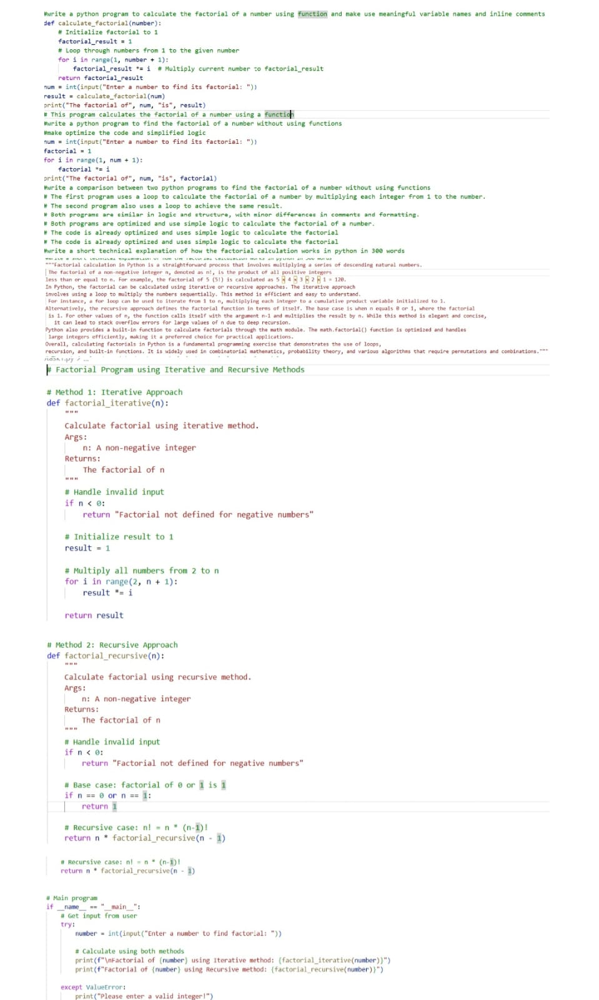 #write a python program to calculate the factorial of a number using function and make use meaningful variable names and inline comments
def calculate_factorial(number):
    # Initialize factorial to 1
    factorial_result = 1
    # Loop through numbers from 1 to the given number
    for i in range(1, number + 1):
        factorial_result *= i  # Multiply current number to factorial_result
    return factorial_result
num = int(input("Enter a number to find its factorial: "))
result = calculate_factorial(num)
print("The factorial of", num, "is", result)
# This program calculates the factorial of a number using a function
#write a python program to find the factorial of a number without using functions
#make optimize the code and simplified logic
num = int(input("Enter a number to find its factorial: "))
factorial = 1
for i in range(1, num + 1):
    factorial *= i
print("The factorial of", num, "is", factorial)
#write a comparison between two python programs to find the factorial of a number without using functions
# The first program uses a loop to calculate the factorial of a number by multiplying each integer from 1 to the number.
# The second program also uses a loop to achieve the same result.
# Both programs are similar in logic and structure, with minor differences in comments and formatting.
# Both programs are optimized and use simple logic to calculate the factorial of a number.
# The code is already optimized and uses simple logic to calculate the factorial
# The code is already optimized and uses simple logic to calculate the factorial
#write a short technical explanation of how the factorial calculation works in python in 300 words
"""Factorial calculation in Python is a straightforward process that involves multiplying a series of descending natural numbers.
The factorial of a non-negative integer n, denoted as n!, is the product of all positive integers
less than or equal to n. For example, the factorial of 5 (5!) is calculated as 5 × 4 × 3 × 2 × 1 = 120.
In Python, the factorial can be calculated using iterative or recursive approaches. The iterative approach
involves using a loop to multiply the numbers sequentially. This method is efficient and easy to understand.
For instance, a for loop can be used to iterate from 1 to n, multiplying each integer to a cumulative product variable initialized to 1.
Alternatively, the recursive approach defines the factorial function in terms of itself. The base case is when n equals 0 or 1, where the factorial
is 1. For other values of n, the function calls itself with the argument n-1 and multiplies the result by n. While this method is elegant and concise,
it can lead to stack overflow errors for large values of n due to deep recursion.
Python also provides a built-in function to calculate factorials through the math module. The math.factorial() function is optimized and handles
large integers efficiently, making it a preferred choice for practical applications.
Overall, calculating factorials in Python is a fundamental programming exercise that demonstrates the use of loops,
recursion, and built-in functions. It is widely used in combinatorial mathematics, probability theory, and various algorithms that require permutations and combinations."""
# Factorial Program using Iterative and Recursive Methods
# Method 1: Iterative Approach
def factorial_iterative(n):
    """
    Calculate factorial using iterative method.
    Args:
        n: A non-negative integer
    Returns:
        The factorial of n
    """
    # Handle invalid input
    if n < 0:
        return "Factorial not defined for negative numbers"
    # Initialize result to 1
    result = 1
    # Multiply all numbers from 2 to n
    for i in range(2, n + 1):
        result *= i
    return result
# Method 2: Recursive Approach
def factorial_recursive(n):
    """
    Calculate factorial using recursive method.
    Args:
        n: A non-negative integer
    Returns:
        The factorial of n
    """
    # Handle invalid input
    if n < 0:
        return "Factorial not defined for negative numbers"
    # Base case: factorial of 0 or 1 is 1
    if n == 0 or n == 1:
        return 1
    # Recursive case: n! = n * (n-1)!
    return n * factorial_recursive(n - 1)
    # Recursive case: n! = n * (n-1)!
    return n * factorial_recursive(n - 1)
# Main program
if __name__ == "__main__":
    # Get input from user
    try:
        number = int(input("Enter a number to find factorial: "))
        # Calculate using both methods
        print(f"\nFactorial of {number} using Iterative method: {factorial_iterative(number)}")
        print(f"Factorial of {number} using Recursive method: {factorial_recursive(number)}")
    except ValueError:
        print("Please enter a valid integer!")